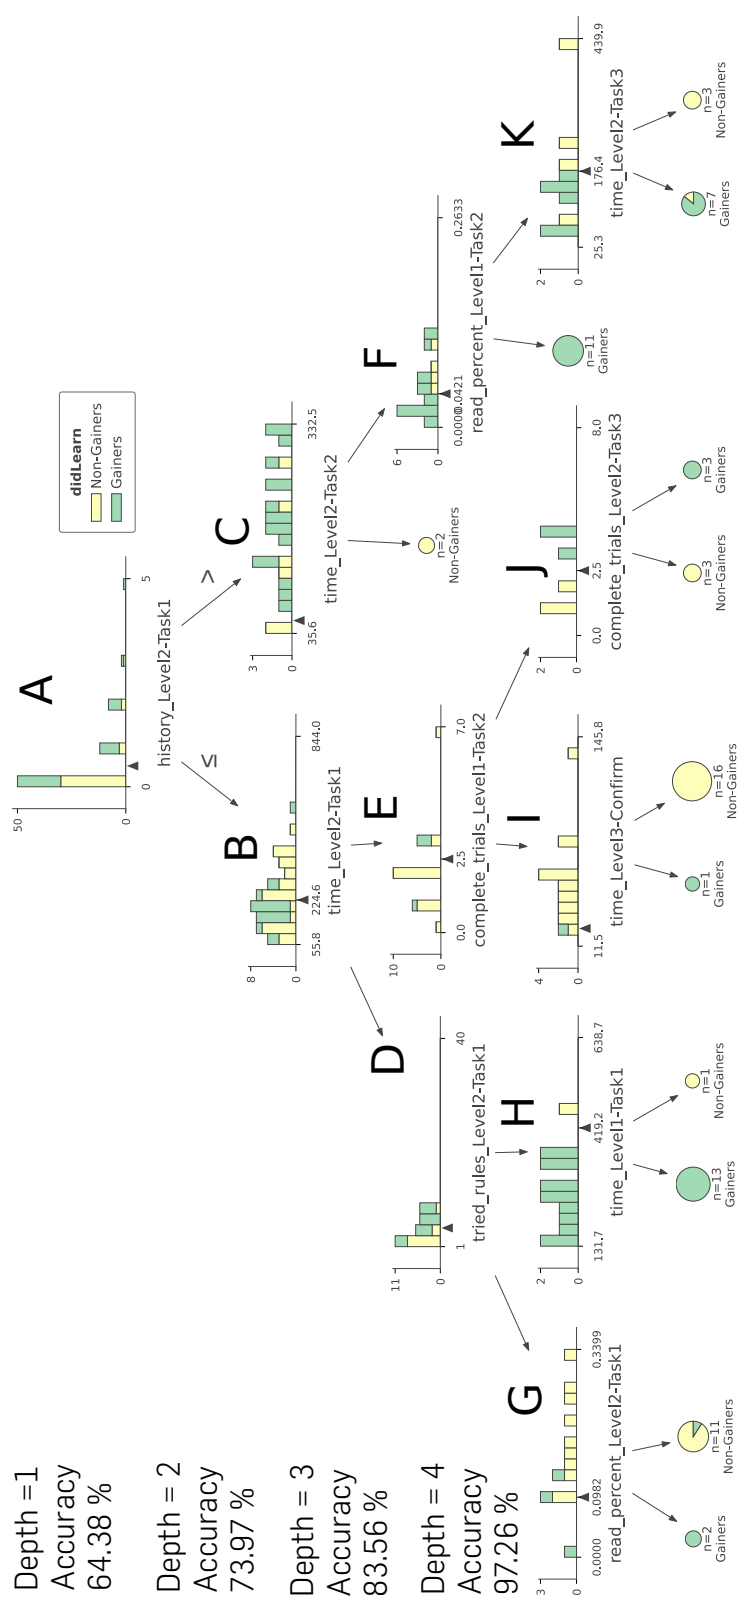 Depth =1
Accuracy
64.38 %
Depth = 2
Accuracy
73.97 %
Depth = 3
Accuracy
83.56 %
Depth = 4
Accuracy
97.26 %
didLearn
Non-Gainers
Gainers
A
50
0
0
5
history_Level2-Task1
≤
>
B
8
0
55.8
224.6
844.0
time_Level2-Task1
C
3
0
35.6
332.5
time_Level2-Task2
D
11
0
1
40
tried_rules_Level2-Task1
E
10
0
0.0
2.5
7.0
complete_trials_Level1-Task2
n=2
Non-Gainers
F
6
0
0.0000
0.0421
0.2633
read_percent_Level1-Task2
G
3
0
0.0000
0.0982
0.3399
read_percent_Level2-Task1
H
2
0
131.7
419.2
638.7
time_Level1-Task1
I
4
0
11.5
145.8
time_Level3-Confirm
J
2
0
0.0
2.5
8.0
complete_trials_Level2-Task3
n=11
Gainers
K
2
0
25.3
176.4
439.9
time_Level2-Task3
n=2
Gainers
n=11
Non-Gainers
n=13
Gainers
n=1
Non-Gainers
n=1
Gainers
n=16
Non-Gainers
n=3
Non-Gainers
n=3
Gainers
n=7
Gainers
n=3
Non-Gainers